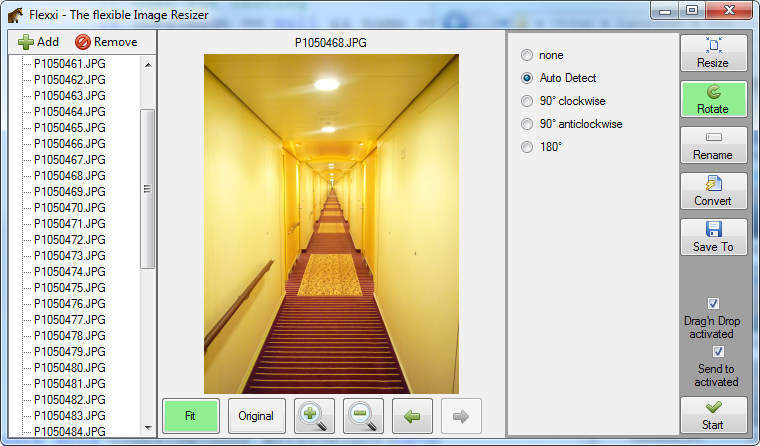 Flexxi - The flexible Image Resizer
Add
Remove
P1050461.JPG
P1050462.JPG
P1050463.JPG
P1050464.JPG
P1050465.JPG
P1050466.JPG
P1050467.JPG
P1050468.JPG
P1050469.JPG
P1050470.JPG
P1050471.JPG
P1050472.JPG
P1050473.JPG
P1050474.JPG
P1050475.JPG
P1050476.JPG
P1050477.JPG
P1050478.JPG
P1050479.JPG
P1050480.JPG
P1050481.JPG
P1050482.JPG
P1050483.JPG
P1050484.JPG
P1050468.JPG
Fit
Original
none
Auto Detect
90° clockwise
90° anticlockwise
180°
Resize
Rotate
Rename
Convert
Save To
Drag'n Drop
activated
Send to
activated
Start